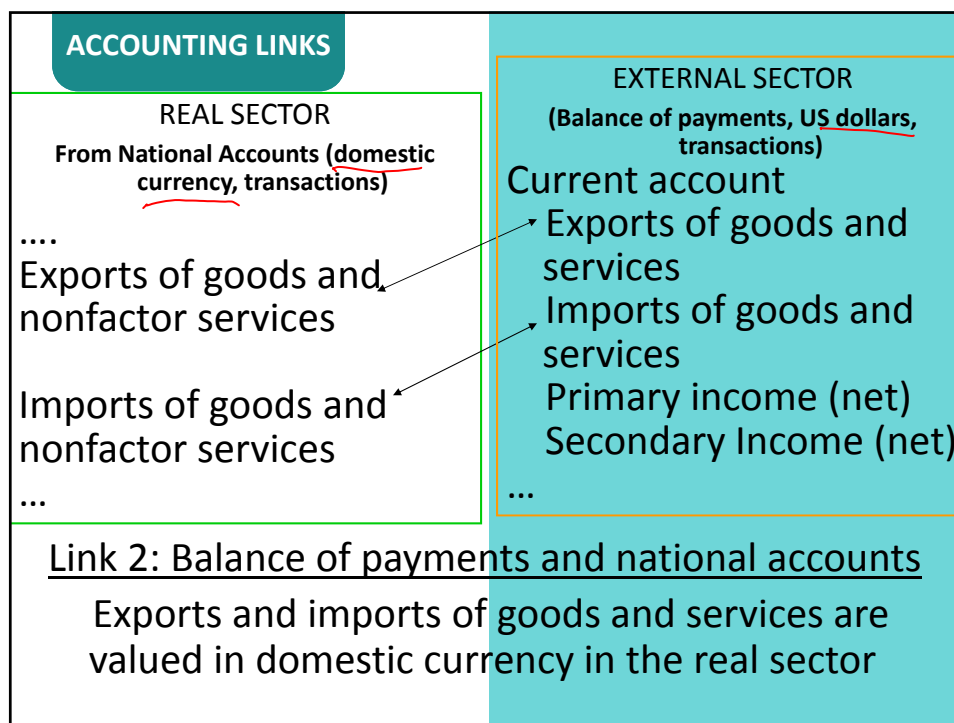 ACCOUNTING LINKS
REAL SECTOR
From National Accounts (domestic
currency, transactions)
....
Exports of goods and
nonfactor services
Imports of goods and
nonfactor services
...
EXTERNAL SECTOR
(Balance of payments, US dollars,
transactions)
Current account
Exports of goods and
services
Imports of goods and
services
Primary income (net)
Secondary Income (net)
...
Link 2: Balance of payments and national accounts
Exports and imports of goods and services are
valued in domestic currency in the real sector